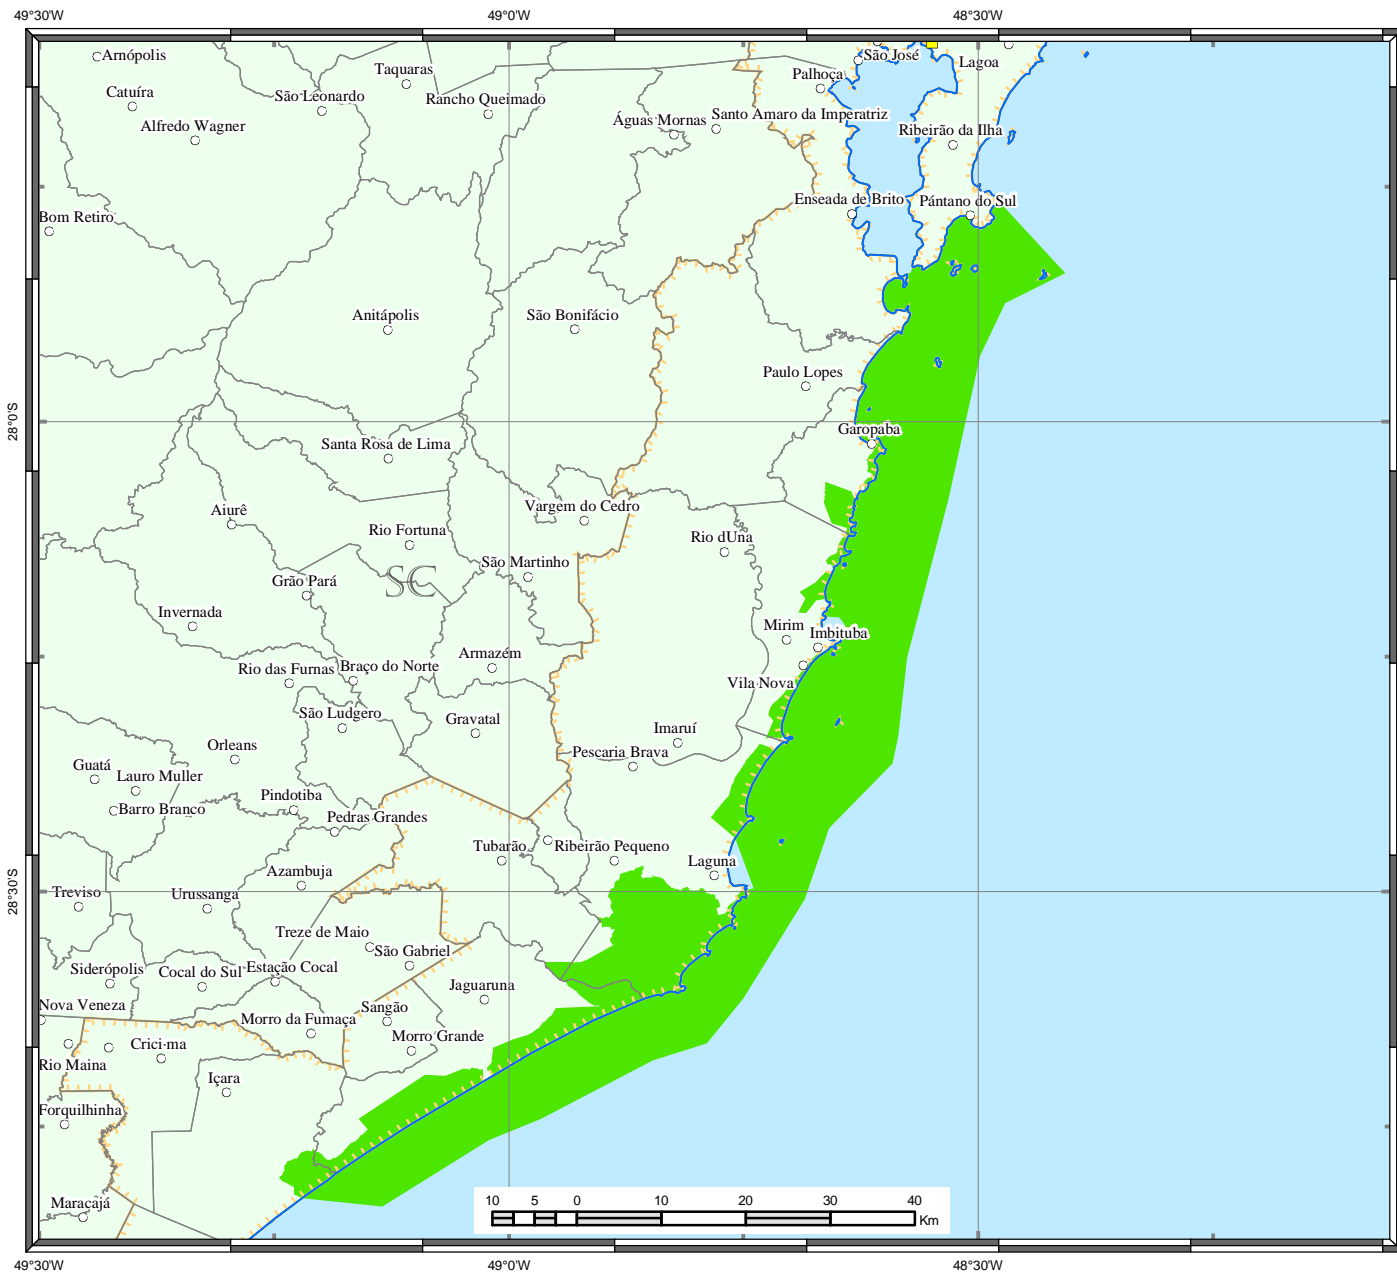 49°30'W
49°0'W
48°30'W
Arnópolis
São José
Lagoa
Taquaras
Palhoça
Catuíra
São Leonardo
Rancho Queimado
Alfredo Wagner
Águas Mornas
Santo Amaro da Imperatriz
Ribeirão da Ilha
Bom Retiro
Enseada de Brito
Pántano do Sul
Anitápolis
São Bonifácio
Paulo Lopes
28°0'S
Garopaba
Santa Rosa de Lima
Aiurê
Vargem do Cedro
Rio Fortuna
Rio dUna
São Martinho
Grão Pará
SC
Invernada
Mirim
Imbituba
Armazém
Rio das Furnas
Braço do Norte
Vila Nova
São Ludgero
Gravatal
Imaruí
Orleans
Pescaria Brava
Guatá
Lauro Muller
Pindotiba
Barro Branco
Pedras Grandes
Tubarão
Ribeirão Pequeno
Laguna
Azambuja
28°30'S
Treviso
Urussanga
Treze de Maio
São Gabriel
Siderópolis
Cocal do Sul
Estação Cocal
Jaguaruna
Nova Veneza
Sangão
Morro da Fumaça
Morro Grande
Crici·ma
Rio Maina
Içara
Forquilhinha
Maracajá
10 5 0 10 20 30 40
Km
49°30'W
49°0'W
48°30'W